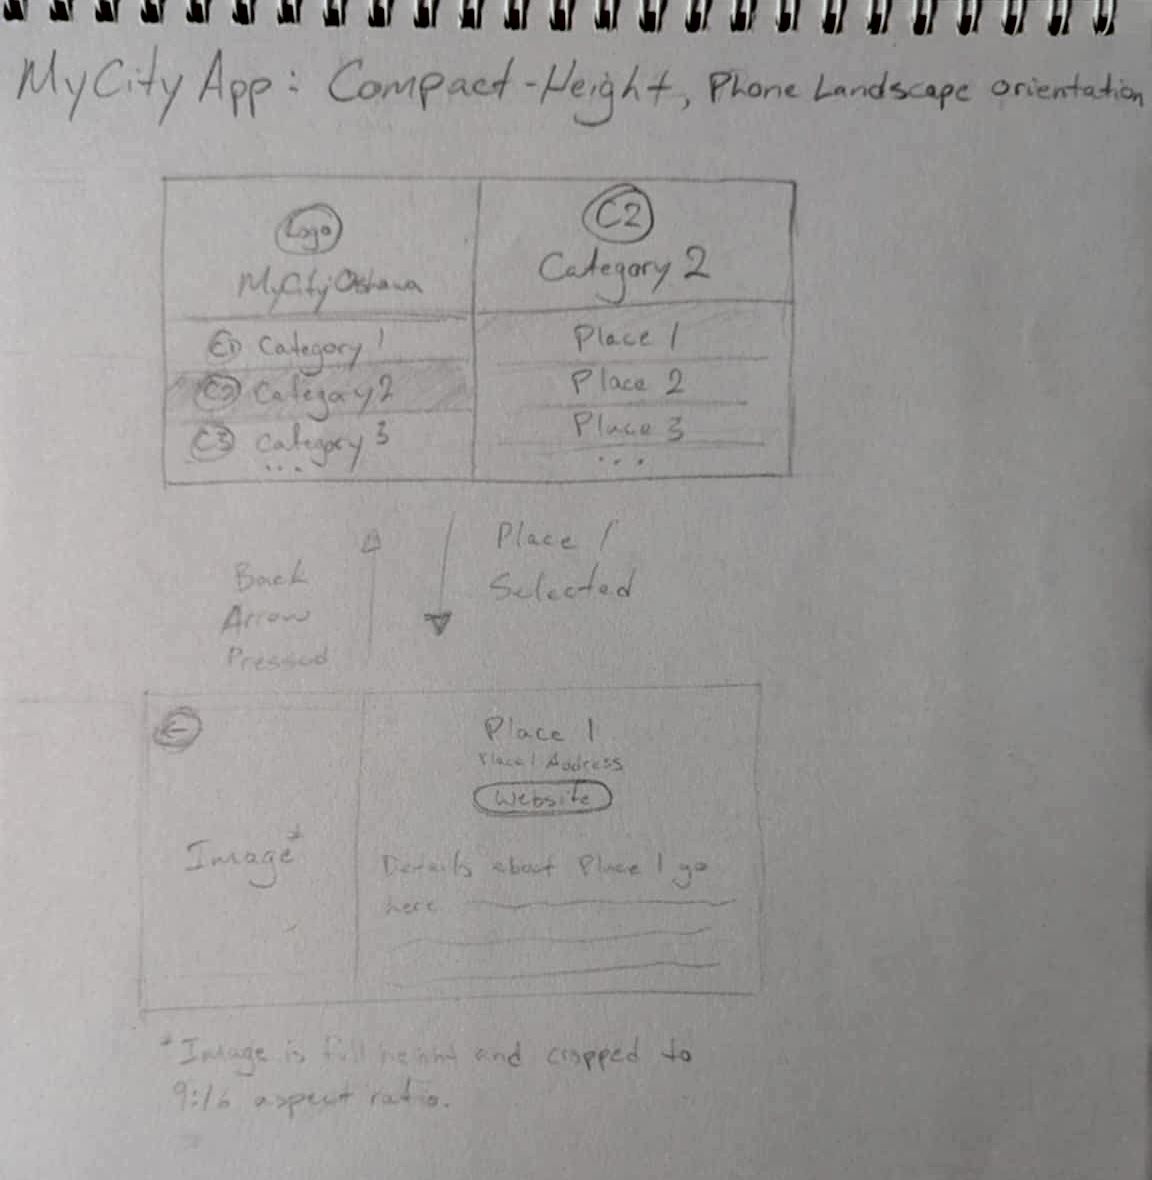 MyCity App: Compact-Height, Phone Landscape orientation
Logo
MyCity: Oshawa
C1 Category 1
C2 Category 2
C3 Category 3
...
C2
Category 2
Place 1
Place 2
Place 3
...
Back
Arrow
Pressed
Place 1
Selected
←
Image*
Place 1
Place 1 Address
Website
Details about Place 1 go
here
*Image is full height and cropped to
9:16 aspect ratio.